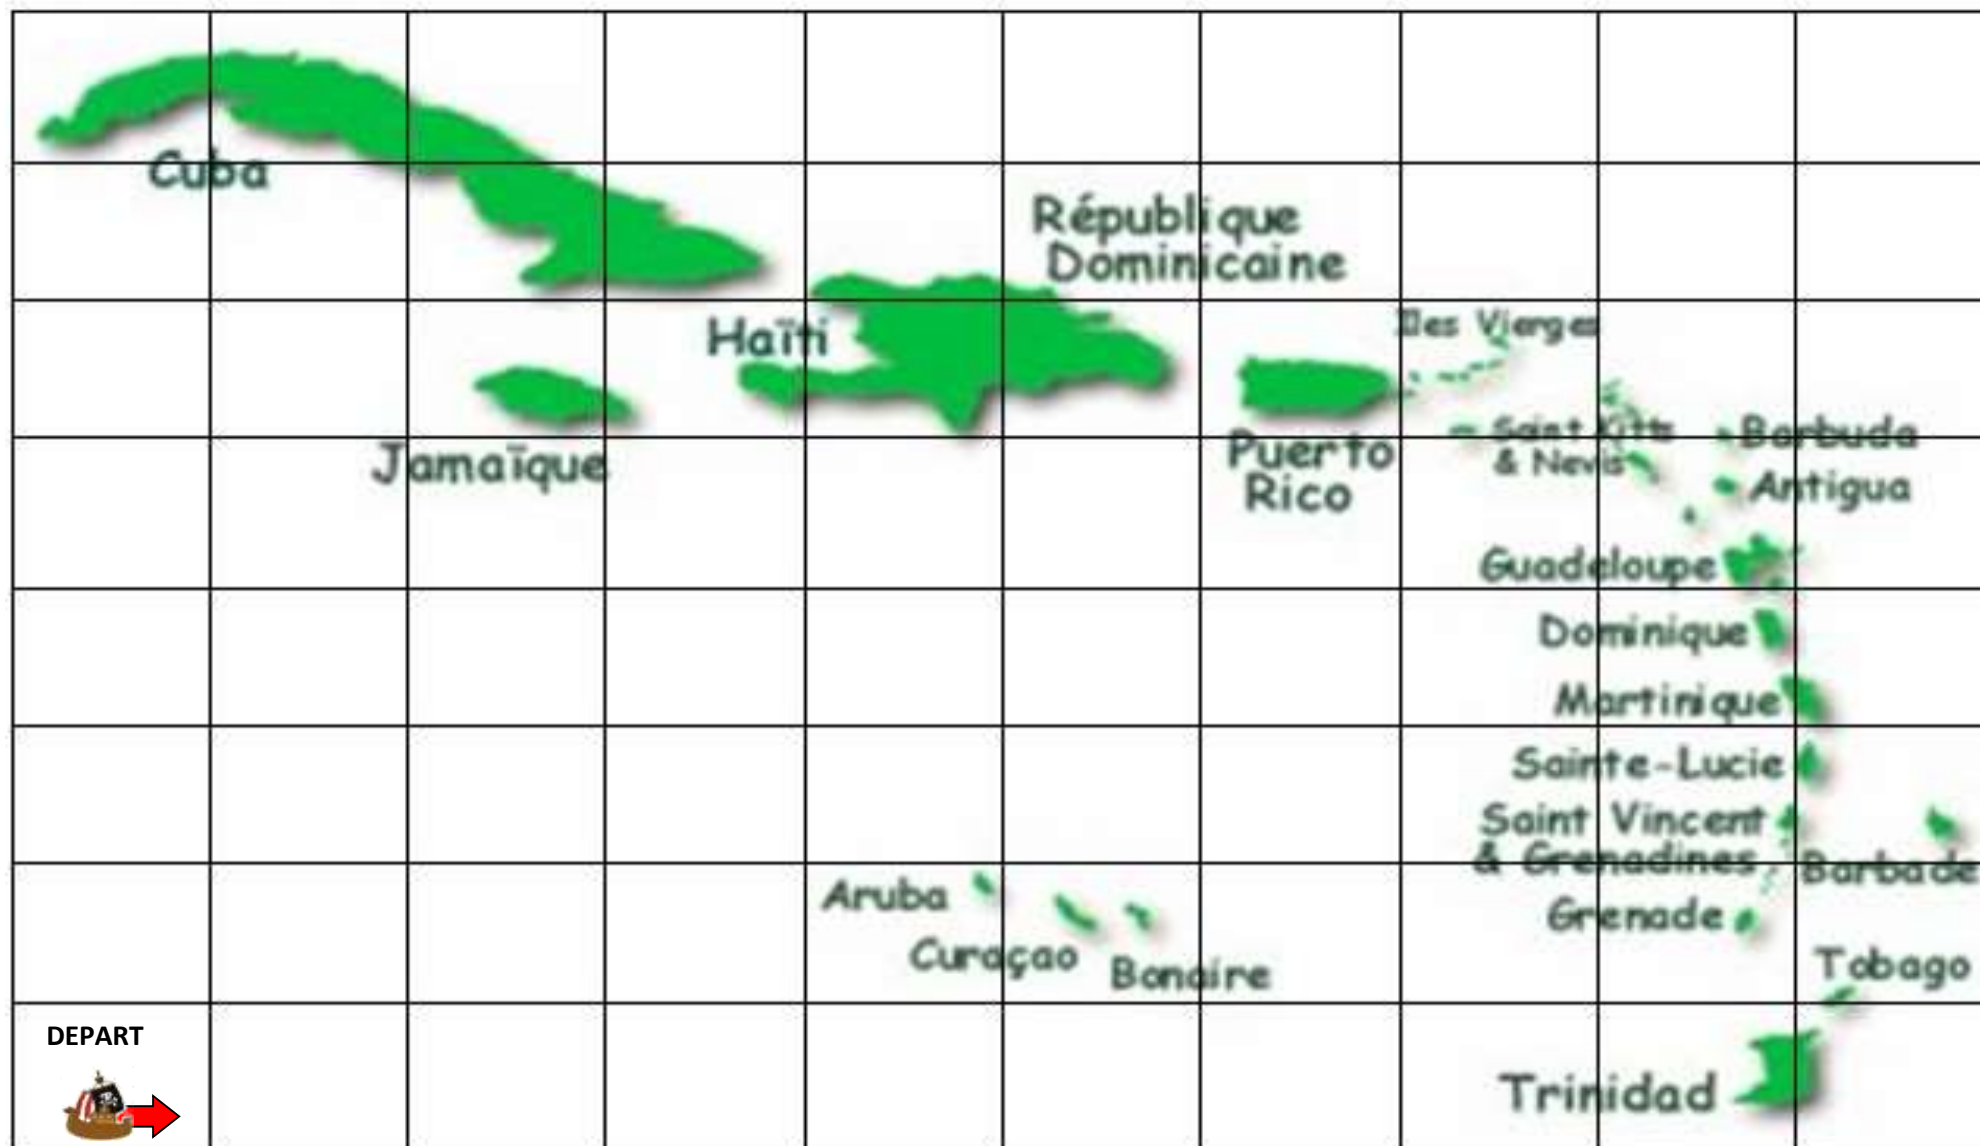 Cuba
République
Dominicaine
Haïti
Iles Vierges
Jamaïque
Puerto
Rico
Saint Kitts
& Nevis
Barbuda
Antigua
Guadeloupe
Dominique
Martinique
Sainte-Lucie
Saint Vincent
& Grenadines
Barbade
Aruba
Grenade
Curaçao
Bonaire
Tobago
DEPART
Trinidad